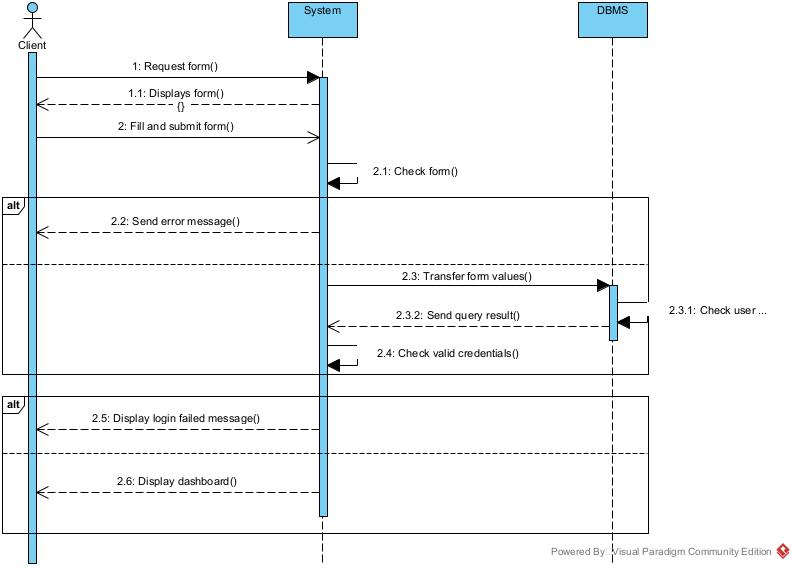 System
DBMS
Client
1: Request form()
1.1: Displays form()
{}
2: Fill and submit form()
2.1: Check form()
alt
2.2: Send error message()
2.3: Transfer form values()
2.3.1: Check user ...
2.3.2: Send query result()
2.4: Check valid credentials()
alt
2.5: Display login failed message()
2.6: Display dashboard()
Powered By: Visual Paradigm Community Edition